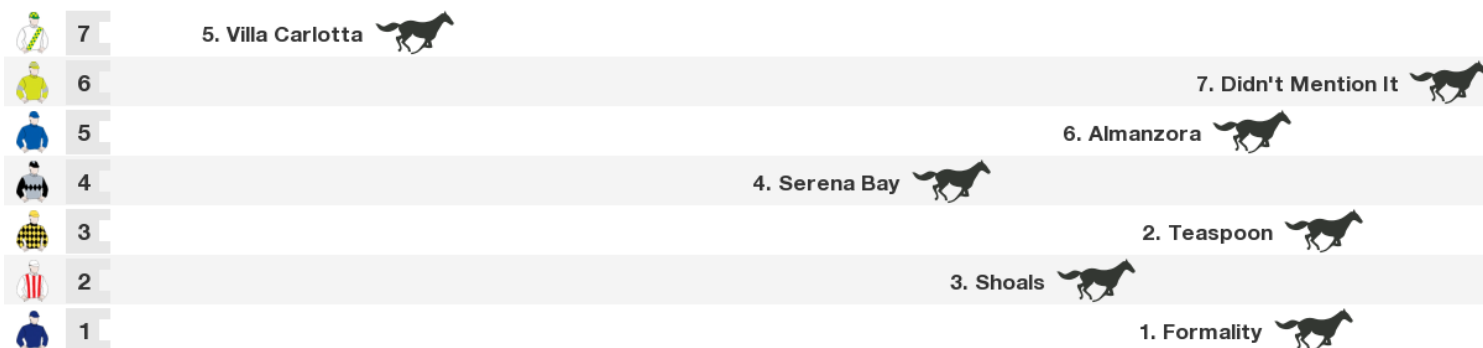 7 5. Villa Carlotta
6 7. Didn't Mention It
5 6. Almanzora
4 4. Serena Bay
3 2. Teaspoon
2 3. Shoals
1 1. Formality